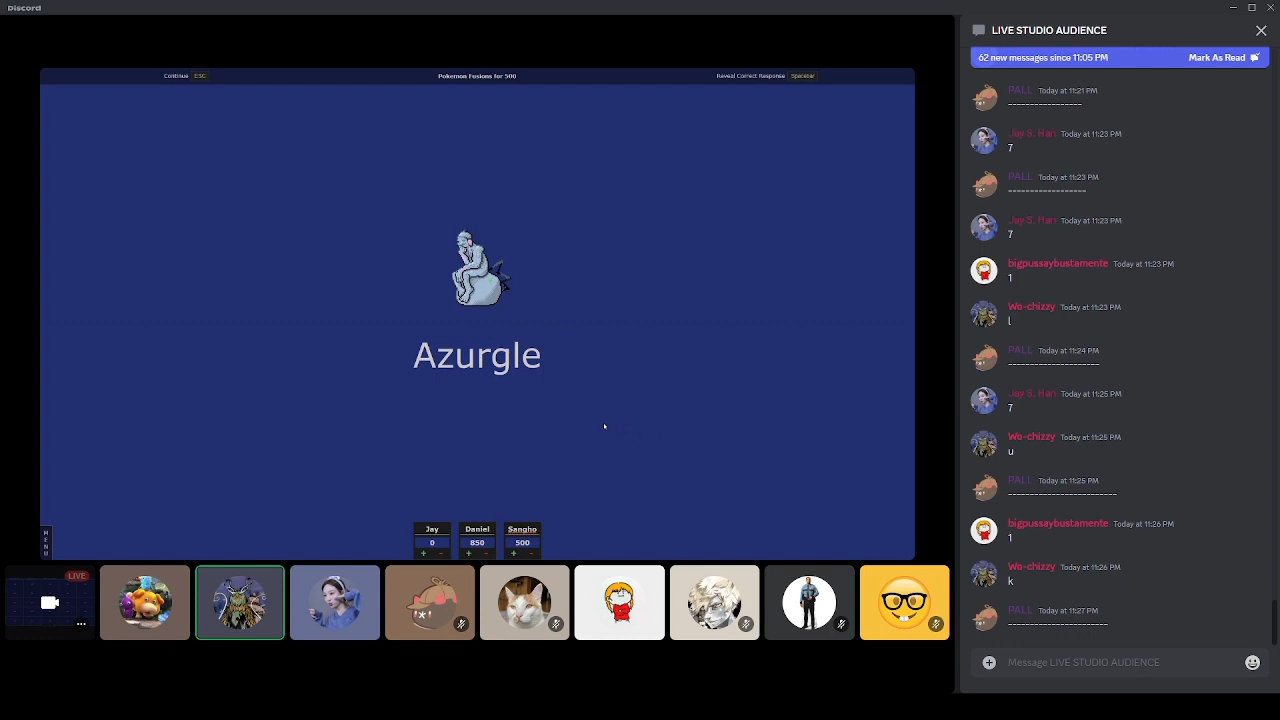 Discord
LIVE STUDIO AUDIENCE
62 new messages since 11:05 PM
Mark As Read
Continue ESC
Pokemon Fusions for 500
Reveal Correct Response Spacebar
Azurgle
MENU
Jay
Daniel
Sangho
0
850
500
+ -
+ -
+ -
LIVE
PALL Today at 11:21 PM
-----------------
Jay S. Han Today at 11:23 PM
7
PALL Today at 11:23 PM
------------------
Jay S. Han Today at 11:23 PM
7
bigpussaybustamente Today at 11:23 PM
1
Wo-chizzy Today at 11:23 PM
l
PALL Today at 11:24 PM
---------------------
Jay S. Han Today at 11:25 PM
7
Wo-chizzy Today at 11:25 PM
u
PALL Today at 11:25 PM
-------------------------
bigpussaybustamente Today at 11:26 PM
1
Wo-chizzy Today at 11:26 PM
k
PALL Today at 11:27 PM
-----------------------
Message LIVE STUDIO AUDIENCE